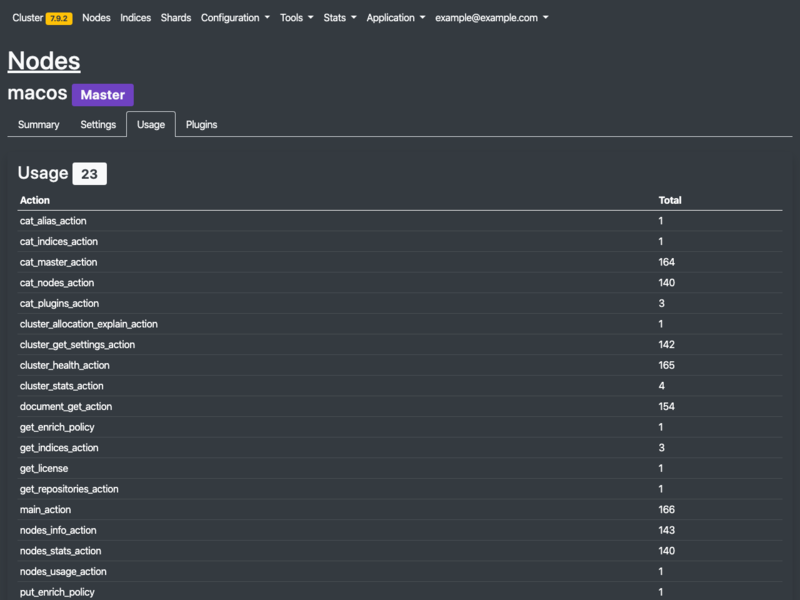 Cluster 7.9.2 Nodes Indices Shards Configuration Tools Stats Application example@example.com
Nodes
macos Master
Summary Settings Usage Plugins
Usage 23
Action Total
cat_alias_action 1
cat_indices_action 1
cat_master_action 164
cat_nodes_action 140
cat_plugins_action 3
cluster_allocation_explain_action 1
cluster_get_settings_action 142
cluster_health_action 165
cluster_stats_action 4
document_get_action 154
get_enrich_policy 1
get_indices_action 3
get_license 1
get_repositories_action 1
main_action 166
nodes_info_action 143
nodes_stats_action 140
nodes_usage_action 1
put_enrich_policy 1